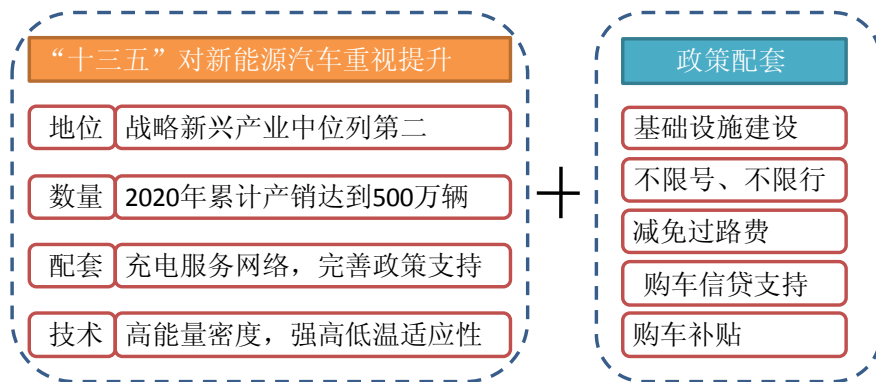 “十三五”对新能源汽车重视提升
地位 战略新兴产业中位列第二
数量 2020年累计产销达到500万辆
配套 充电服务网络，完善政策支持
技术 高能量密度，强高低温适应性
+
政策配套
基础设施建设
不限号、不限行
减免过路费
购车信贷支持
购车补贴